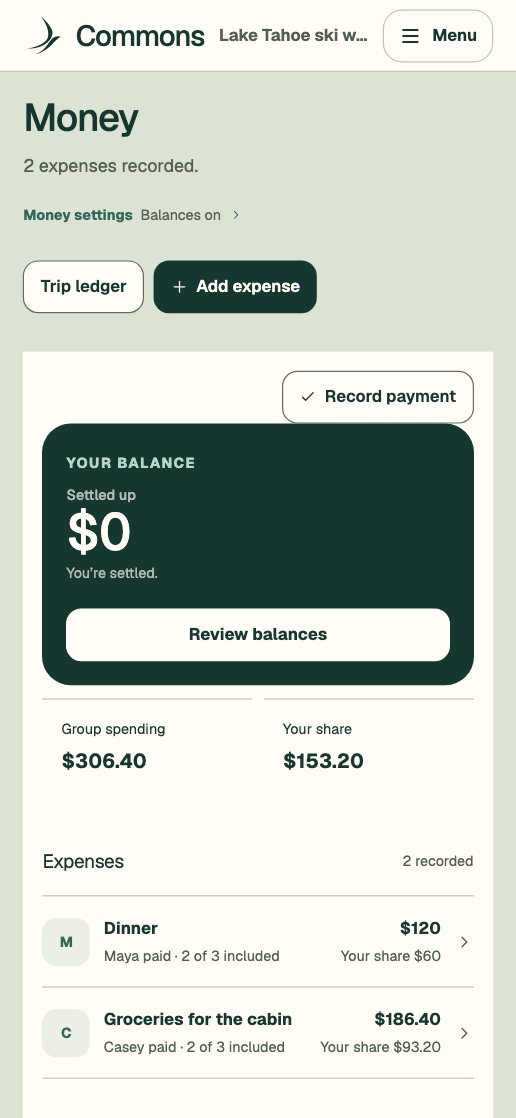 Commons Lake Tahoe ski w... Menu
Money
2 expenses recorded.
Money settings Balances on
Trip ledger
Add expense
Record payment
YOUR BALANCE
Settled up
$0
You're settled.
Review balances
Group spending
$306.40
Your share
$153.20
Expenses
2 recorded
M
Dinner
$120
Maya paid · 2 of 3 included
Your share $60
C
Groceries for the cabin
$186.40
Casey paid · 2 of 3 included
Your share $93.20